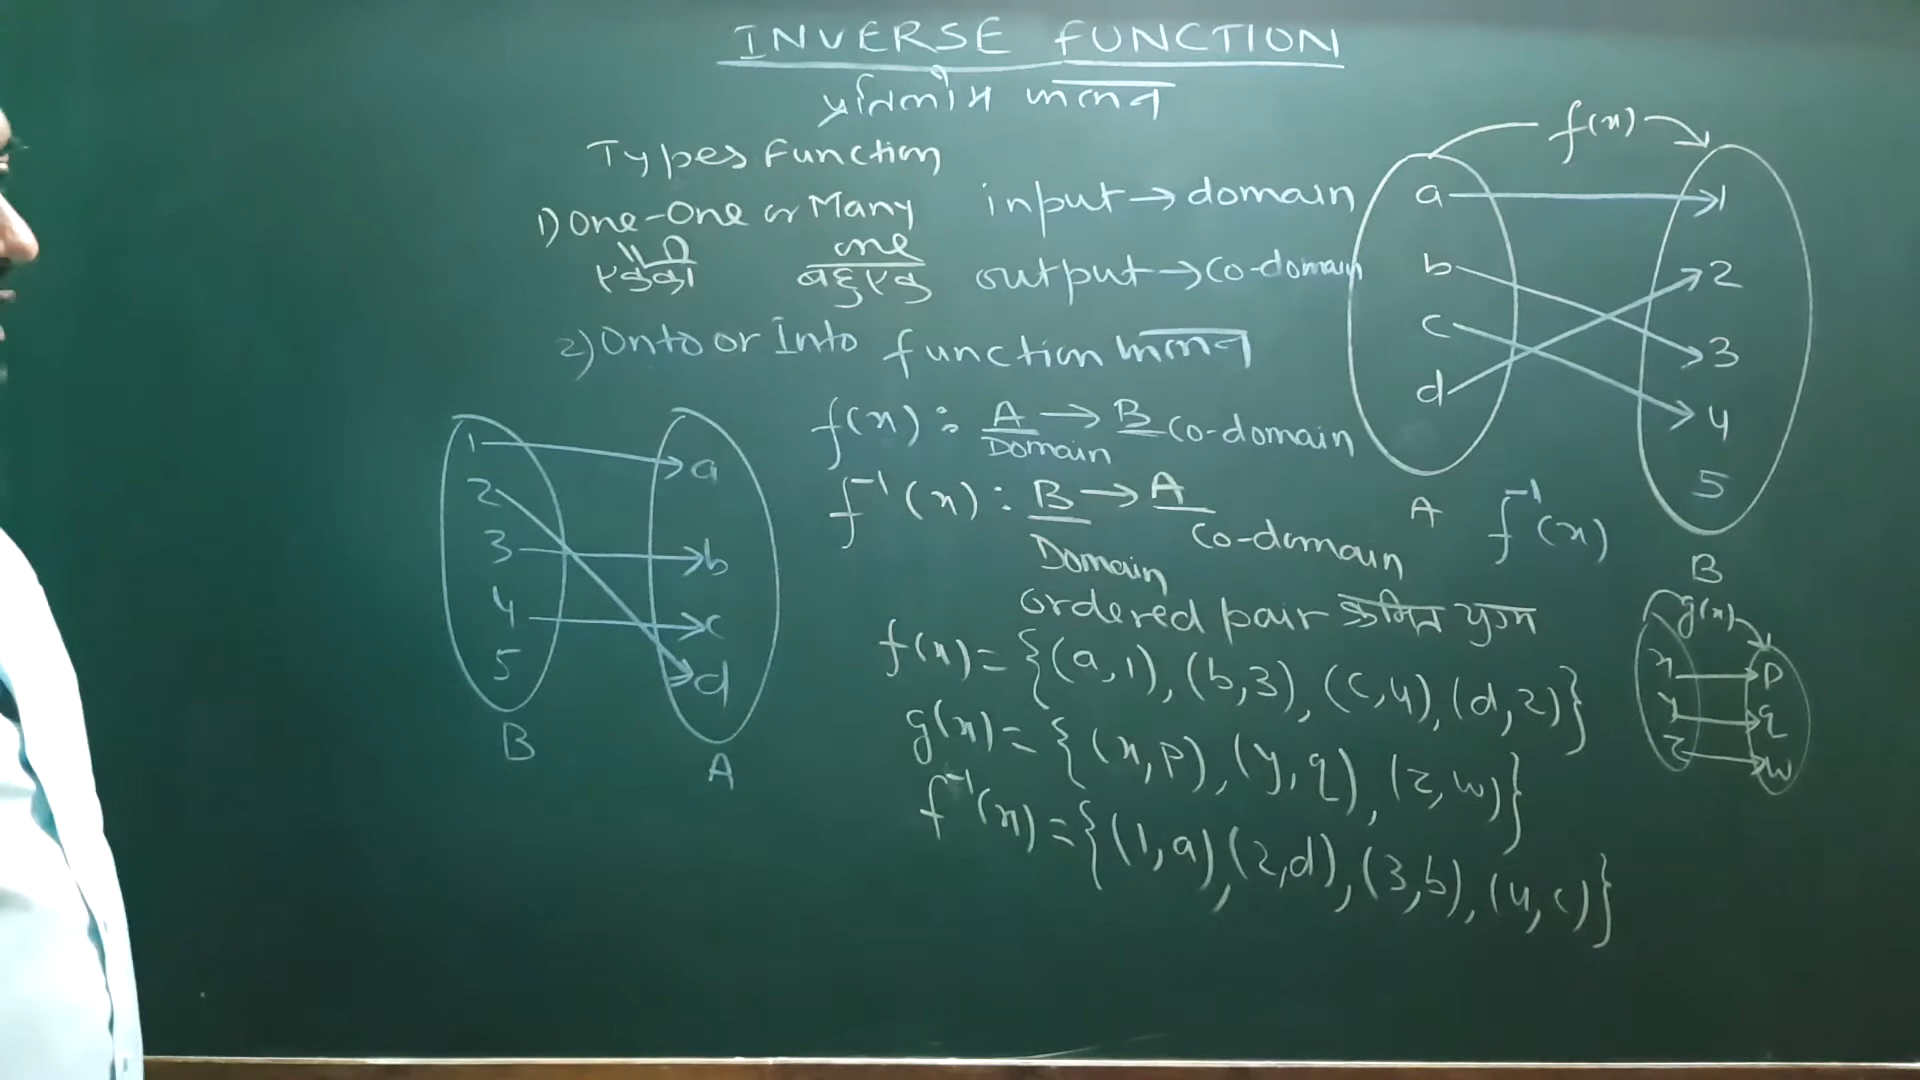 INVERSE FUNCTION
प्रतिलोम फलन
Types Function
1) One-One or Many one
एकैकी बहुएक
input → domain
output → Co-domain
2) Onto or Into function फलन
f(x) : A → B Co-domain
Domain
f⁻¹(x) : B → A
Co-domain
Domain
ordered pair क्रमित युग्म
f(x) = {(a,1), (b,3), (c,4), (d,2)}
g(x) = {(x,p), (y,q), (z,w)}
f⁻¹(x) = {(1,a), (2,d), (3,b), (4,c)}
f(x)
a 1
b 2
c 3
d 4
5
A
B
f⁻¹(x)
1 a
2
3 b
4 c
5 d
B A
g(x)
x p
y q
z w